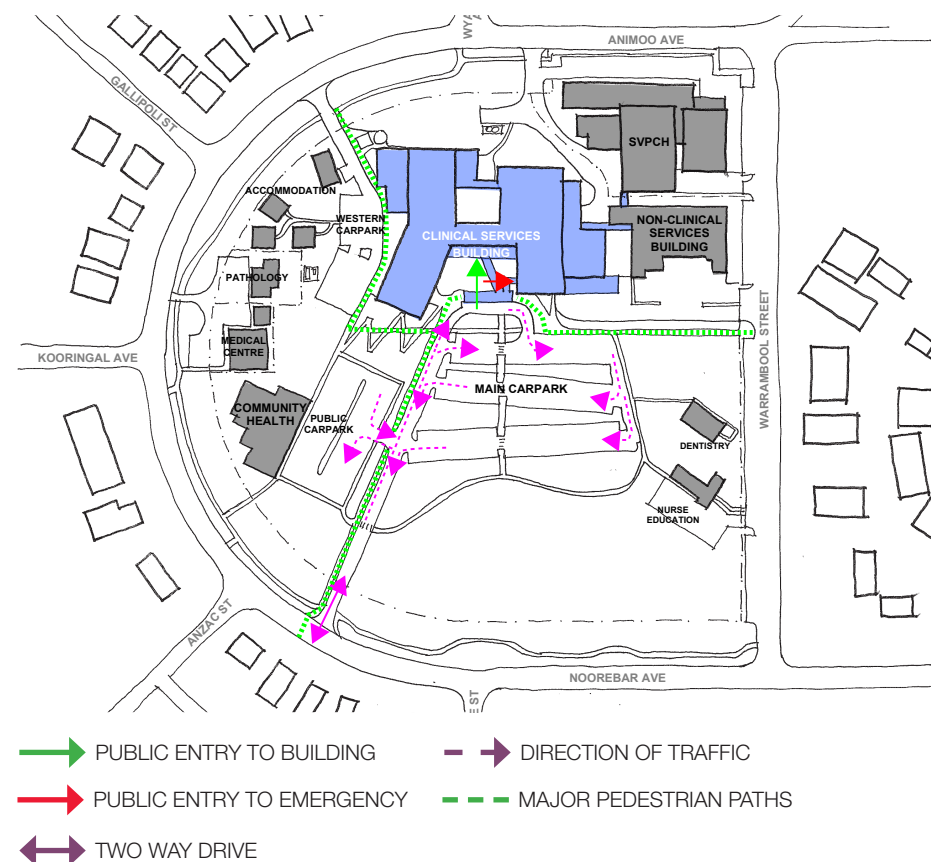 WYA
A
ANIMOO AVE
GALLIPOLI ST
SVPCH
ACCOMMODATION
WESTERN
CARPARK
NON-CLINICAL
SERVICES
BUILDING
CLINICAL SERVICES
BUILDING
PATHOLOGY
MEDICAL
CENTRE
KOORINGAL AVE
WARRAMBOOL STREET
MAIN CARPARK
COMMUNITY
HEALTH
PUBLIC
CARPARK
DENTISTRY
NURSE
EDUCATION
ANZAC ST
NOOREBAR AVE
E ST
PUBLIC ENTRY TO BUILDING
DIRECTION OF TRAFFIC
PUBLIC ENTRY TO EMERGENCY
MAJOR PEDESTRIAN PATHS
TWO WAY DRIVE